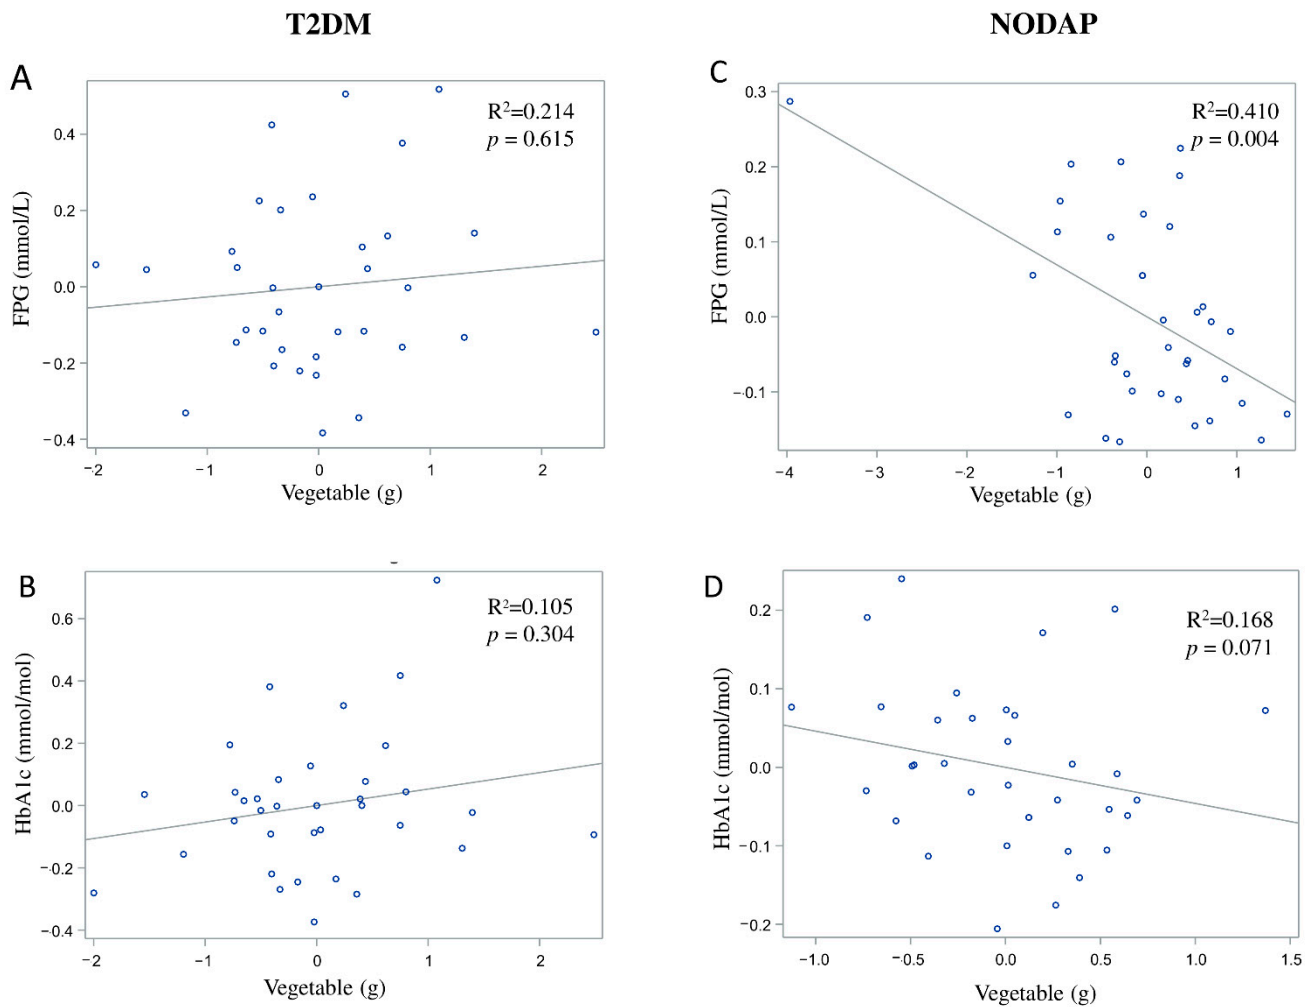 T2DM
NODAP
A
R²=0.214
p = 0.615
FPG (mmol/L)
0.4
0.2
0.0
−0.2
−0.4
−2
−1
0
1
2
Vegetable (g)
C
R²=0.410
p = 0.004
FPG (mmol/L)
0.3
0.2
0.1
0.0
−0.1
−4
−3
−2
−1
0
1
Vegetable (g)
B
R²=0.105
p = 0.304
HbA1c (mmol/mol)
0.6
0.4
0.2
0.0
−0.2
−0.4
−2
−1
0
1
2
Vegetable (g)
D
R²=0.168
p = 0.071
HbA1c (mmol/mol)
0.2
0.1
0.0
−0.1
−0.2
−1.0
−0.5
0.0
0.5
1.0
1.5
Vegetable (g)